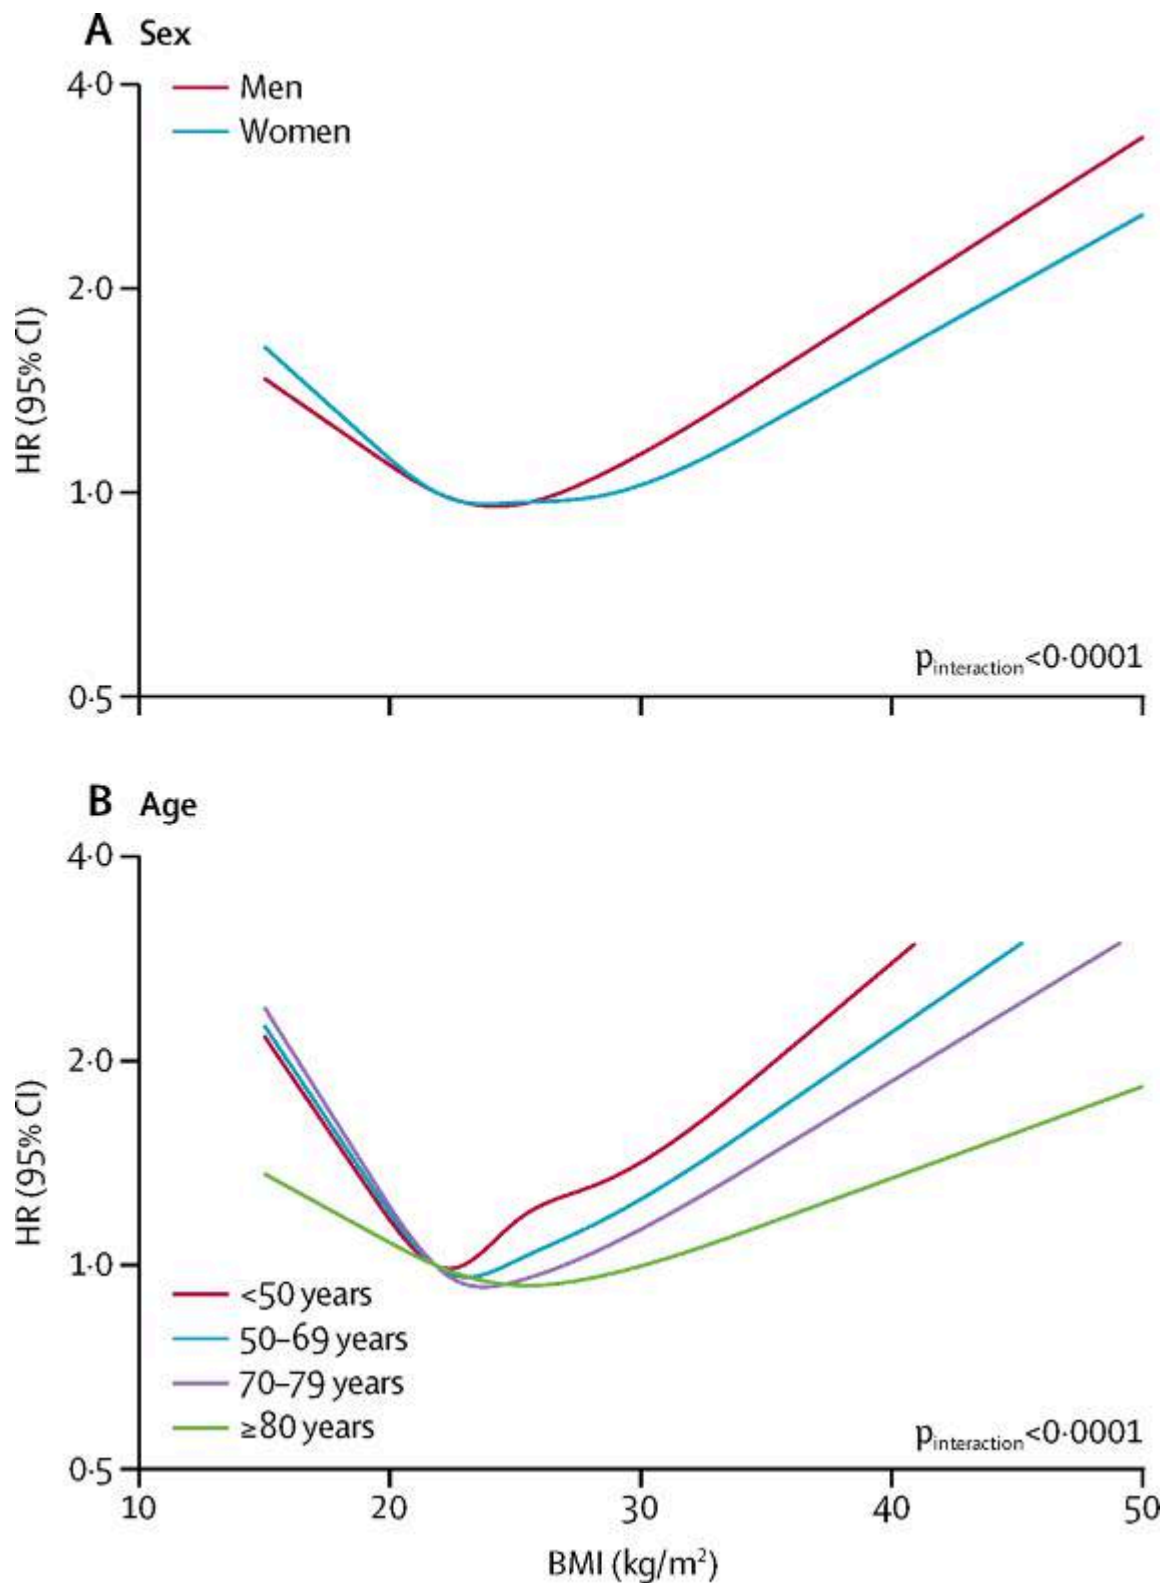 A Sex
4·0
Men
Women
2·0
HR (95% CI)
1·0
p interaction<0·0001
0·5
B Age
4·0
2·0
HR (95% CI)
1·0
<50 years
50–69 years
70–79 years
≥80 years
p interaction<0·0001
0·5
10 20 30 40 50
BMI (kg/m²)